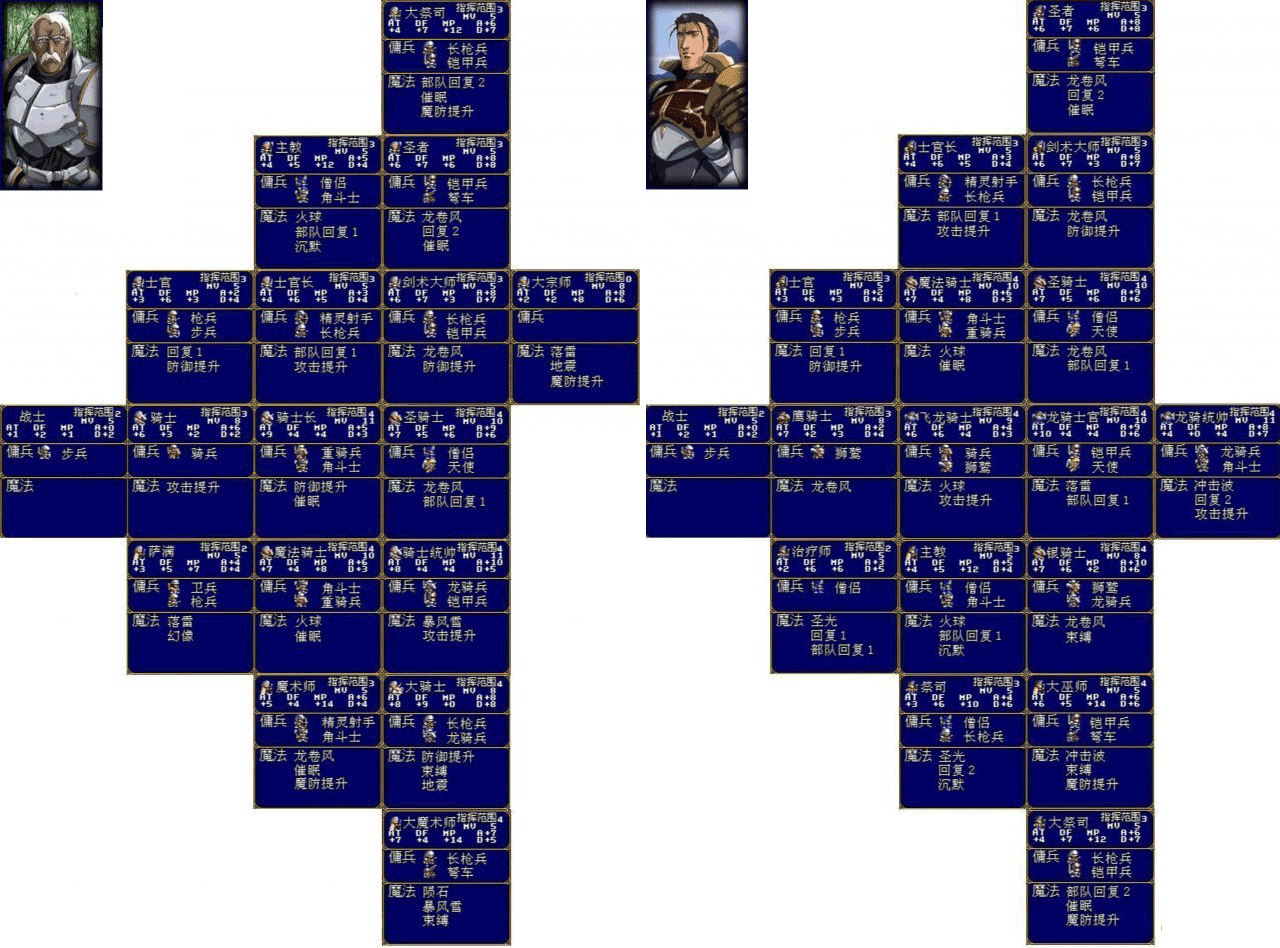 大祭司 指挥范围3
MV 5
AT DF MP A+6
+4 +7 +12 D+7
傭兵 长枪兵
铠甲兵
魔法 部队回复2
催眠
魔防提升
主教 指挥范围3
MV 5
AT DF MP A+5
+4 +5 +12 D+4
傭兵 僧侣
角斗士
魔法 火球
部队回复1
沉默
圣者 指挥范围3
MV 5
AT DF MP A+8
+6 +7 +6 D+8
傭兵 铠甲兵
弩车
魔法 龙卷风
回复2
催眠
士官 指挥范围3
MV 5
AT DF MP A+2
+3 +6 +3 D+4
傭兵 枪兵
步兵
魔法 回复1
防御提升
士官长 指挥范围3
MV 5
AT DF MP A+3
+4 +6 +5 D+4
傭兵 精灵射手
长枪兵
魔法 部队回复1
攻击提升
剑术大师 指挥范围3
MV 5
AT DF MP A+8
+6 +7 +3 D+7
傭兵 长枪兵
铠甲兵
魔法 龙卷风
防御提升
大宗师 指挥范围0
MV 8
AT DF MP A+8
+2 +2 +8 D+6
傭兵
魔法 落雷
地震
魔防提升
战士 指挥范围2
MV 5
AT DF MP A+0
+1 +2 +1 D+2
傭兵 步兵
魔法
骑士 指挥范围3
MV 8
AT DF MP A+6
+6 +3 +2 D+2
傭兵 骑兵
魔法 攻击提升
骑士长 指挥范围4
MV 11
AT DF MP A+5
+9 +4 +4 D+3
傭兵 重骑兵
角斗士
魔法 防御提升
催眠
圣骑士 指挥范围4
MV 10
AT DF MP A+9
+7 +5 +6 D+6
傭兵 僧侣
天使
魔法 龙卷风
部队回复1
萨满 指挥范围2
MV 5
AT DF MP A+2
+3 +5 +7 D+4
傭兵 卫兵
枪兵
魔法 落雷
幻像
魔法骑士 指挥范围4
MV 10
AT DF MP A+6
+7 +4 +8 D+3
傭兵 角斗士
重骑兵
魔法 火球
催眠
骑士统帅 指挥范围4
MV 11
AT DF MP A+10
+8 +4 +4 D+5
傭兵 龙骑兵
铠甲兵
魔法 暴风雪
攻击提升
魔术师 指挥范围3
MV 5
AT DF MP A+6
+5 +4 +14 D+4
傭兵 精灵射手
角斗士
魔法 龙卷风
催眠
魔防提升
大骑士 指挥范围4
MV 8
AT DF MP A+8
+8 +9 +0 D+8
傭兵 长枪兵
龙骑兵
魔法 防御提升
束缚
地震
大魔术师 指挥范围4
MV 5
AT DF MP A+7
+7 +4 +14 D+5
傭兵 长枪兵
弩车
魔法 陨石
暴风雪
束缚
圣者 指挥范围3
MV 5
AT DF MP A+8
+6 +7 +6 D+8
傭兵 铠甲兵
弩车
魔法 龙卷风
回复2
催眠
士官长 指挥范围3
MV 5
AT DF MP A+3
+4 +6 +5 D+4
傭兵 精灵射手
长枪兵
魔法 部队回复1
攻击提升
剑术大师 指挥范围3
MV 5
AT DF MP A+8
+6 +7 +3 D+7
傭兵 长枪兵
铠甲兵
魔法 龙卷风
防御提升
士官 指挥范围3
MV 5
AT DF MP A+2
+3 +6 +3 D+4
傭兵 枪兵
步兵
魔法 回复1
防御提升
魔法骑士 指挥范围4
MV 10
AT DF MP A+6
+7 +4 +8 D+3
傭兵 角斗士
重骑兵
魔法 火球
催眠
圣骑士 指挥范围4
MV 10
AT DF MP A+9
+7 +5 +6 D+6
傭兵 僧侣
天使
魔法 龙卷风
部队回复1
战士 指挥范围2
MV 5
AT DF MP A+0
+1 +2 +1 D+2
傭兵 步兵
魔法
鹰骑士 指挥范围3
MV 8
AT DF MP A+3
+6 +3 +2 D+4
傭兵 狮鹫
魔法 龙卷风
飞龙骑士 指挥范围4
MV 9
AT DF MP A+4
+6 +6 +4 D+3
傭兵 骑兵
狮鹫
魔法 火球
攻击提升
龙骑士官 指挥范围4
MV 10
AT DF MP A+6
+10 +4 +4 D+6
傭兵 铠甲兵
天使
魔法 落雷
部队回复1
龙骑统帅 指挥范围4
MV 11
AT DF MP A+8
+4 +0 +4 D+7
傭兵 龙骑兵
角斗士
魔法 冲击波
回复2
攻击提升
治疗师 指挥范围2
MV 5
AT DF MP A+3
+2 +6 +6 D+5
傭兵 僧侣
魔法 圣光
回复1
部队回复1
主教 指挥范围3
MV 5
AT DF MP A+5
+4 +5 +12 D+4
傭兵 僧侣
角斗士
魔法 火球
部队回复1
沉默
银骑士 指挥范围4
MV 8
AT DF MP A+6
+7 +6 +2 D+6
傭兵 狮鹫
龙骑兵
魔法 龙卷风
束缚
祭司 指挥范围3
MV 5
AT DF MP A+4
+3 +6 +10 D+6
傭兵 僧侣
长枪兵
魔法 圣光
回复2
沉默
大巫师 指挥范围4
MV 5
AT DF MP A+6
+6 +5 +14 D+6
傭兵 铠甲兵
弩车
魔法 冲击波
束缚
魔防提升
大祭司 指挥范围3
MV 5
AT DF MP A+6
+4 +7 +12 D+7
傭兵 长枪兵
铠甲兵
魔法 部队回复2
催眠
魔防提升